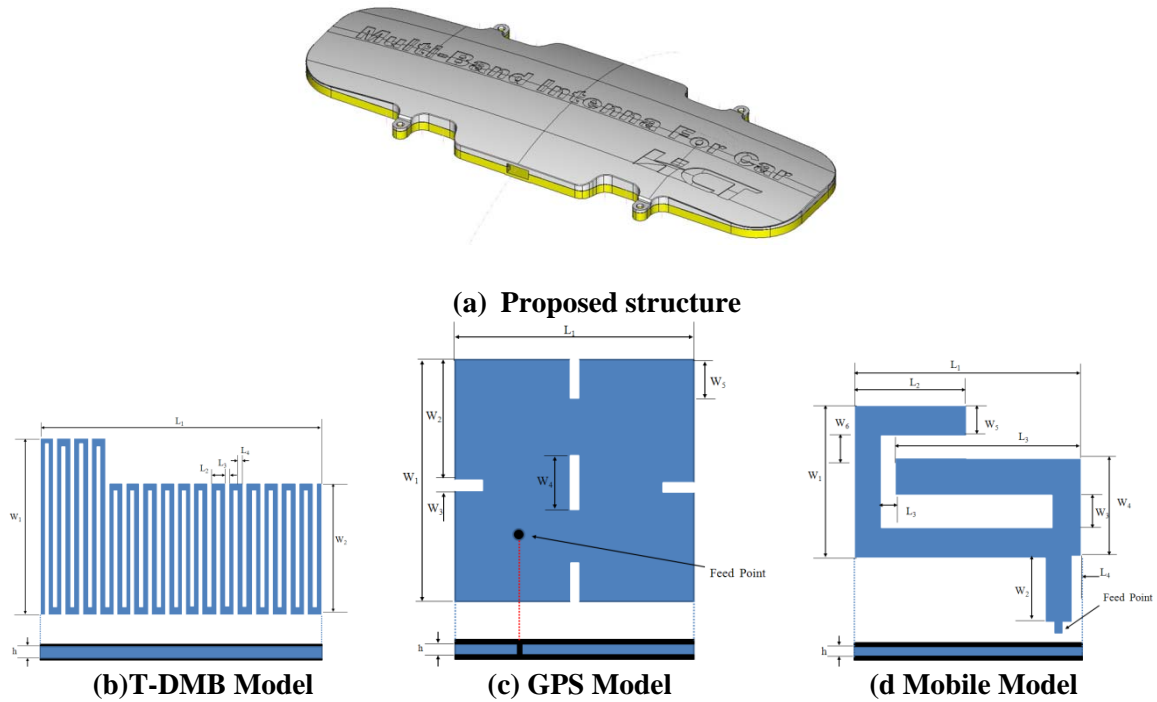 Multi-Band Intenna For Car
HCT
(a) Proposed structure
L₁
W₁
L₂
L₃
L₄
W₂
h
(b)T-DMB Model
L₁
W₁
W₂
W₃
W₄
W₅
Feed Point
h
(c) GPS Model
L₁
L₂
W₅
W₆
L₃
W₁
W₄
W₃
L₃
W₂
L₄
Feed Point
h
(d Mobile Model